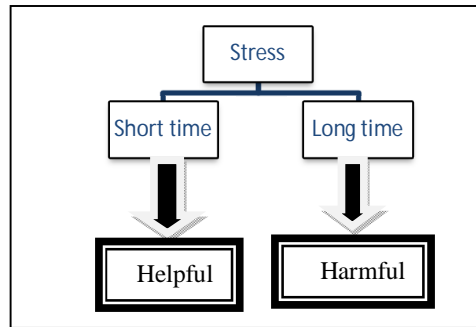 Stress
Short time
Long time
Helpful
Harmful